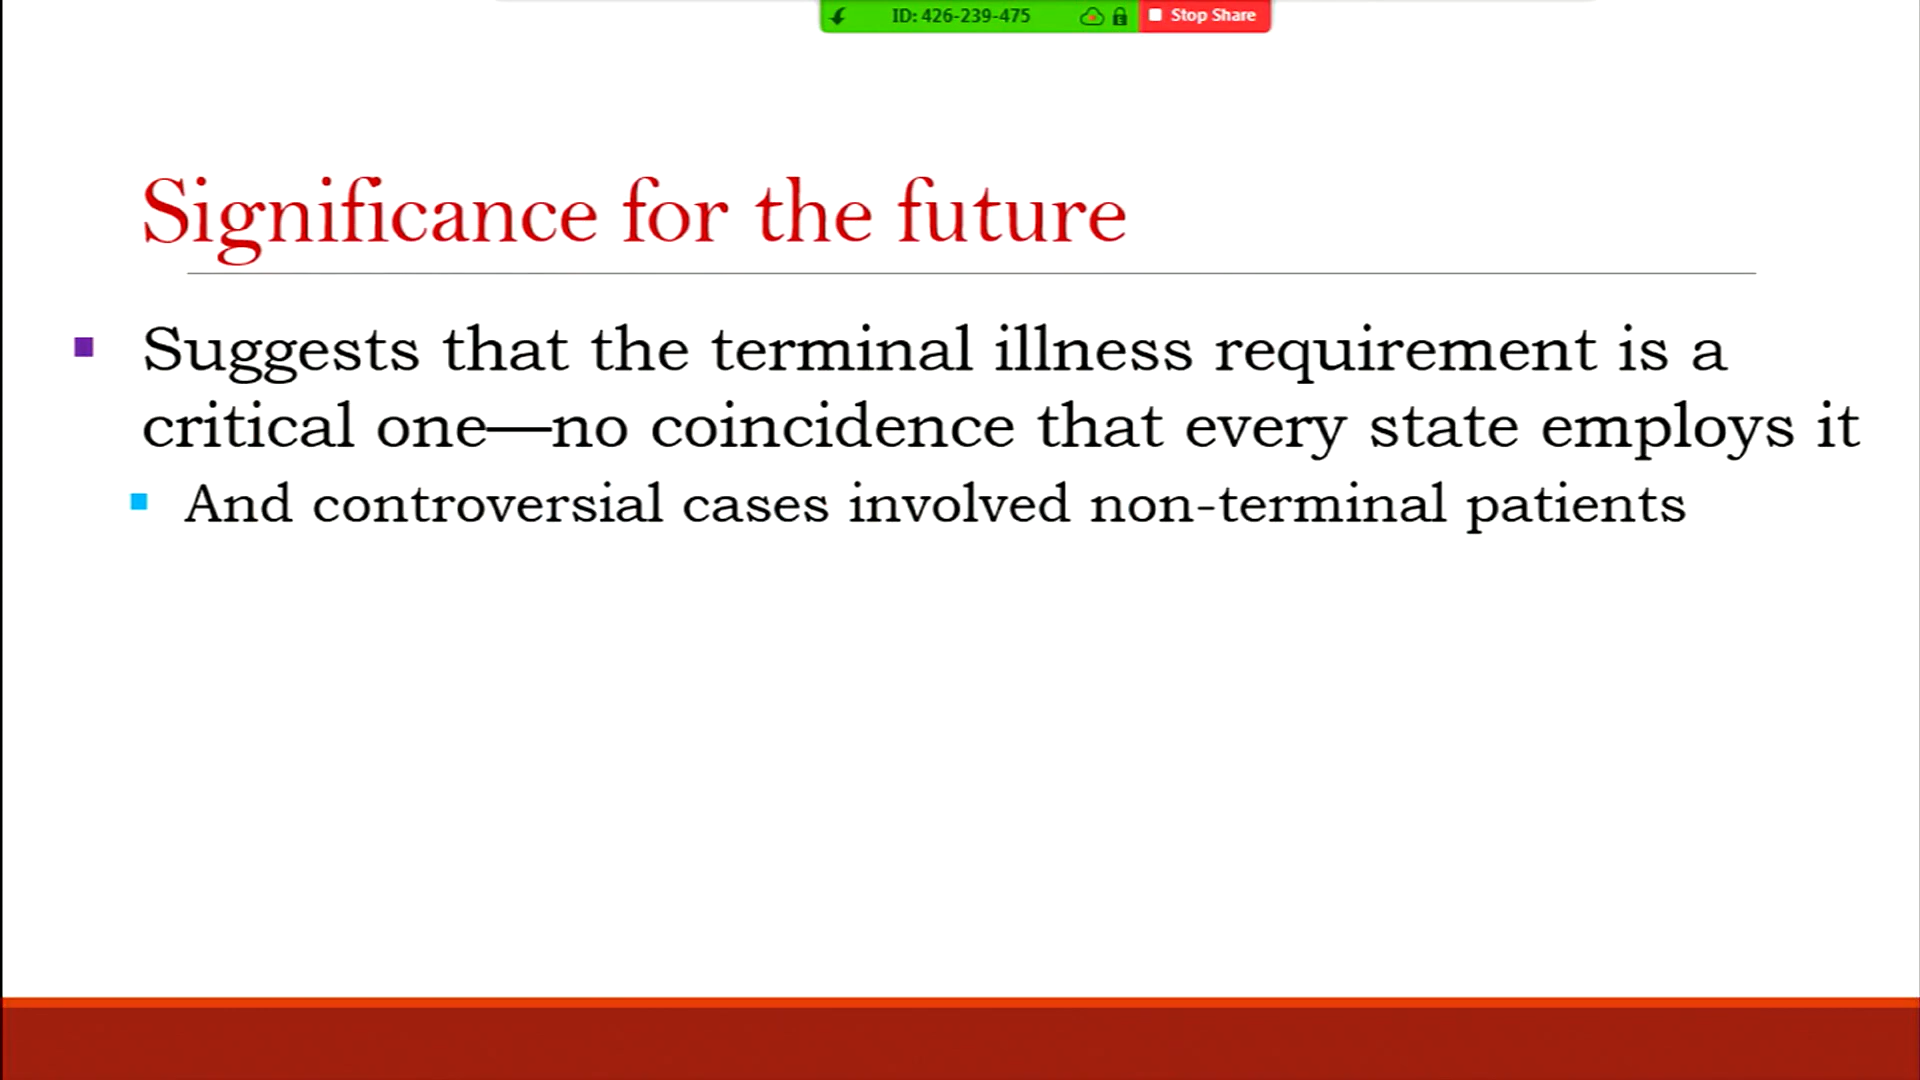 ID: 426-239-475 Stop Share
Significance for the future
Suggests that the terminal illness requirement is a
critical one—no coincidence that every state employs it
And controversial cases involved non-terminal patients